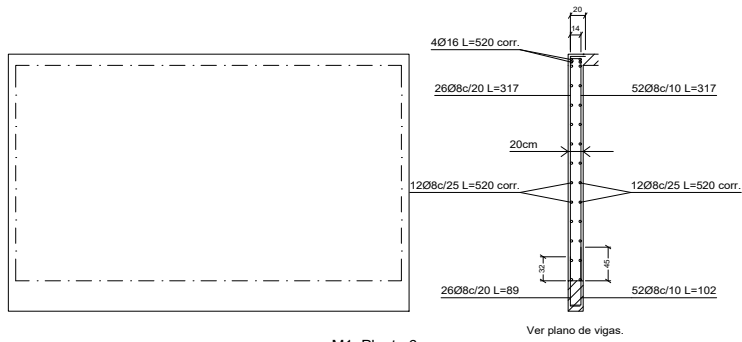 20
14
4Ø16 L=520 corr.
26Ø8c/20 L=317
52Ø8c/10 L=317
20cm
12Ø8c/25 L=520 corr.
12Ø8c/25 L=520 corr.
32
45
26Ø8c/20 L=89
52Ø8c/10 L=102
Ver plano de vigas.